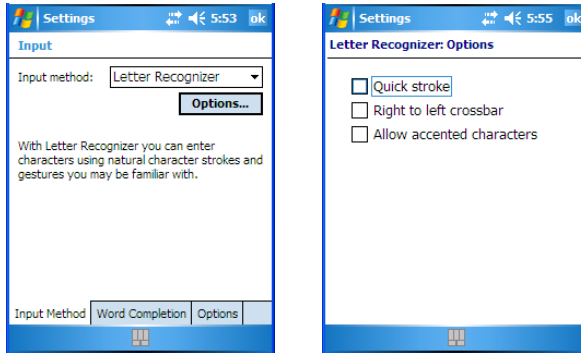 Settings 5:53 ok
Input
Input method: Letter Recognizer
Options...
With Letter Recognizer you can enter
characters using natural character strokes and
gestures you may be familiar with.
Input Method Word Completion Options
Settings 5:55 ok
Letter Recognizer: Options
Quick stroke
Right to left crossbar
Allow accented characters